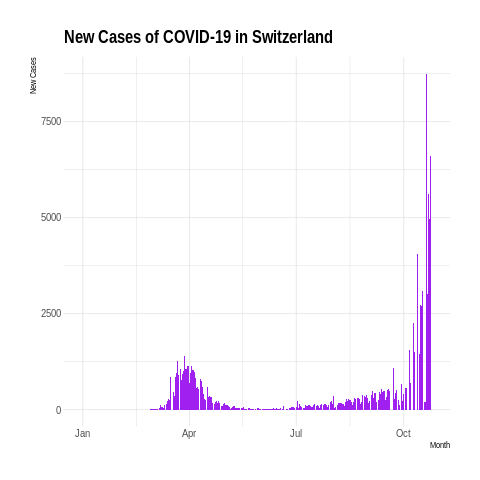 New Cases of COVID-19 in Switzerland
New Cases
7500
5000
2500
0
Jan Apr Jul Oct
Month